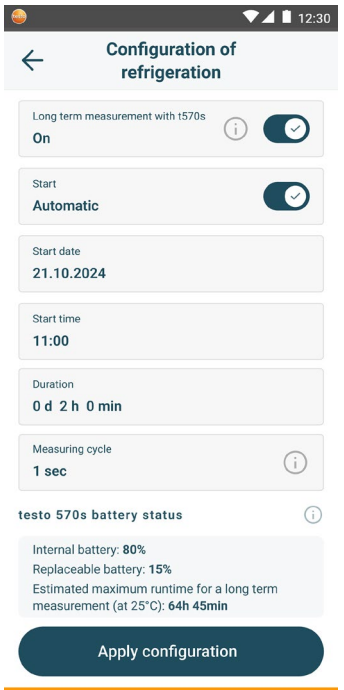 testo
12:30
Configuration of
refrigeration
Long term measurement with t570s
On
Start
Automatic
Start date
21.10.2024
Start time
11:00
Duration
0 d 2 h 0 min
Measuring cycle
1 sec
testo 570s battery status
Internal battery: 80%
Replaceable battery: 15%
Estimated maximum runtime for a long term
measurement (at 25°C): 64h 45min
Apply configuration